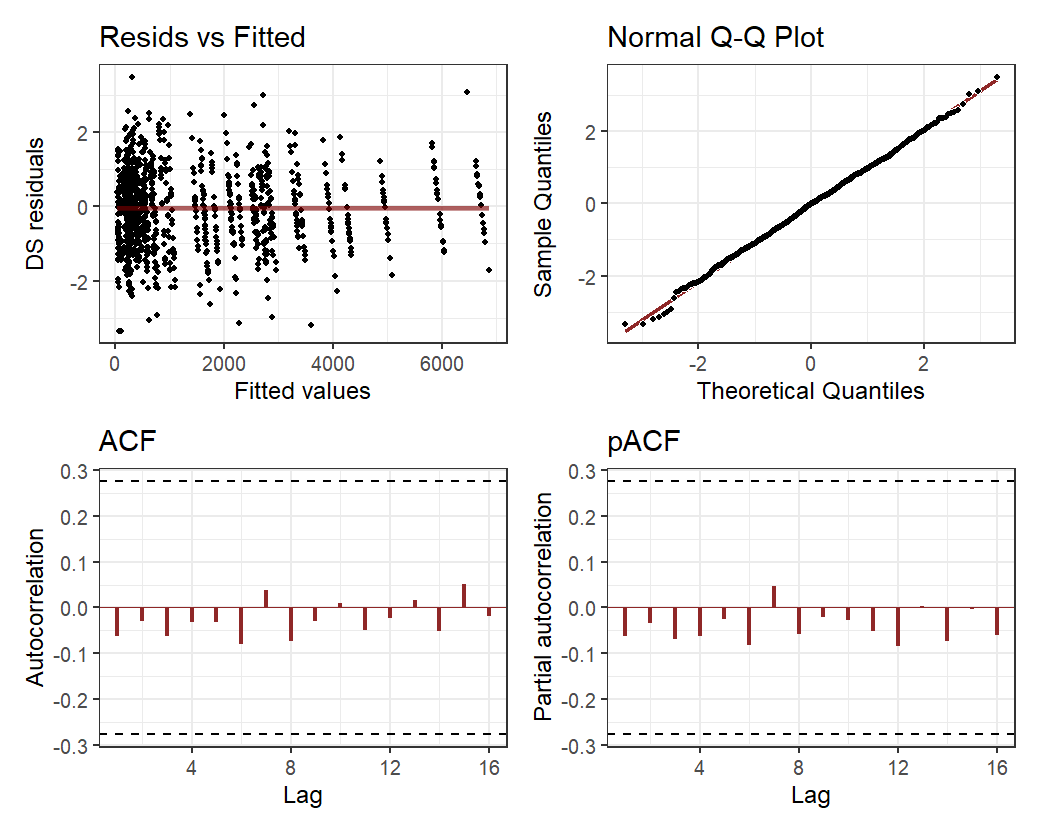 Resids vs Fitted
DS residuals
2
0
-2
0
2000
4000
6000
Fitted values
Normal Q-Q Plot
Sample Quantiles
2
0
-2
-2
0
2
Theoretical Quantiles
ACF
Autocorrelation
0.3
0.2
0.1
0.0
-0.1
-0.2
-0.3
4
8
12
16
Lag
pACF
Partial autocorrelation
0.3
0.2
0.1
0.0
-0.1
-0.2
-0.3
4
8
12
16
Lag